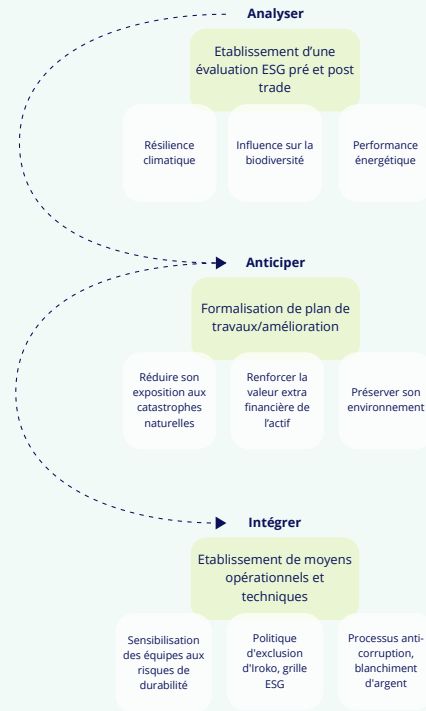 Analyser
Etablissement d'une
évaluation ESG pré et post
trade
Résilience
climatique
Influence sur la
biodiversité
Performance
énergétique
Anticiper
Formalisation de plan de
travaux/amélioration
Réduire son
exposition aux
catastrophes
naturelles
Renforcer la
valeur extra
financière de
l'actif
Préserver son
environnement
Intégrer
Etablissement de moyens
opérationnels et
techniques
Sensibilisation
des équipes aux
risques de
durabilité
Politique
d'exclusion
d'Iroko, grille
ESG
Processus anti-
corruption,
blanchiment
d'argent